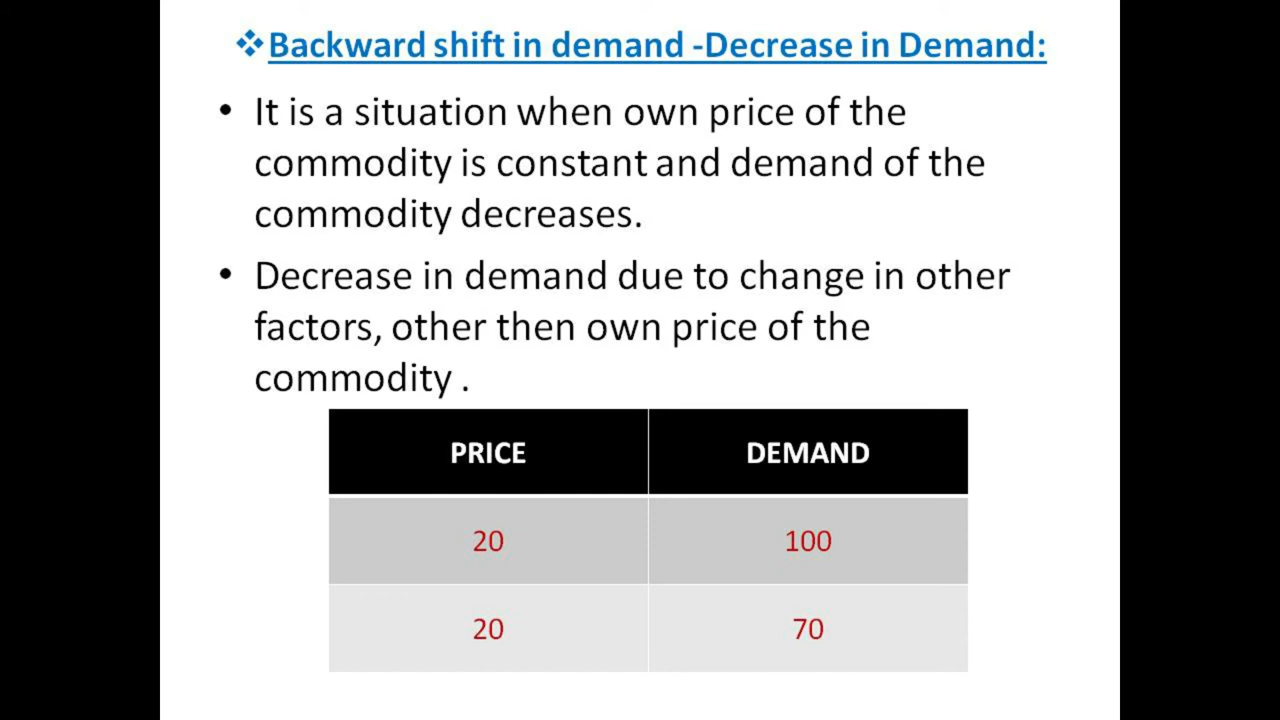 ❖Backward shift in demand -Decrease in Demand:
• It is a situation when own price of the
commodity is constant and demand of the
commodity decreases.
• Decrease in demand due to change in other
factors, other then own price of the
commodity .
PRICE DEMAND
20 100
20 70